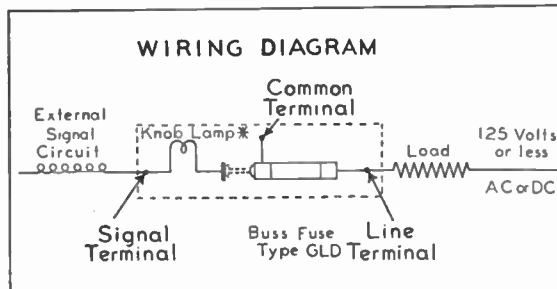 WIRING DIAGRAM
External
Signal
Circuit
Knob Lamp*
Common
Terminal
Load
125 Volts
or less
AC or DC
Signal
Terminal
Buss Fuse
Type GLD
Line
Terminal